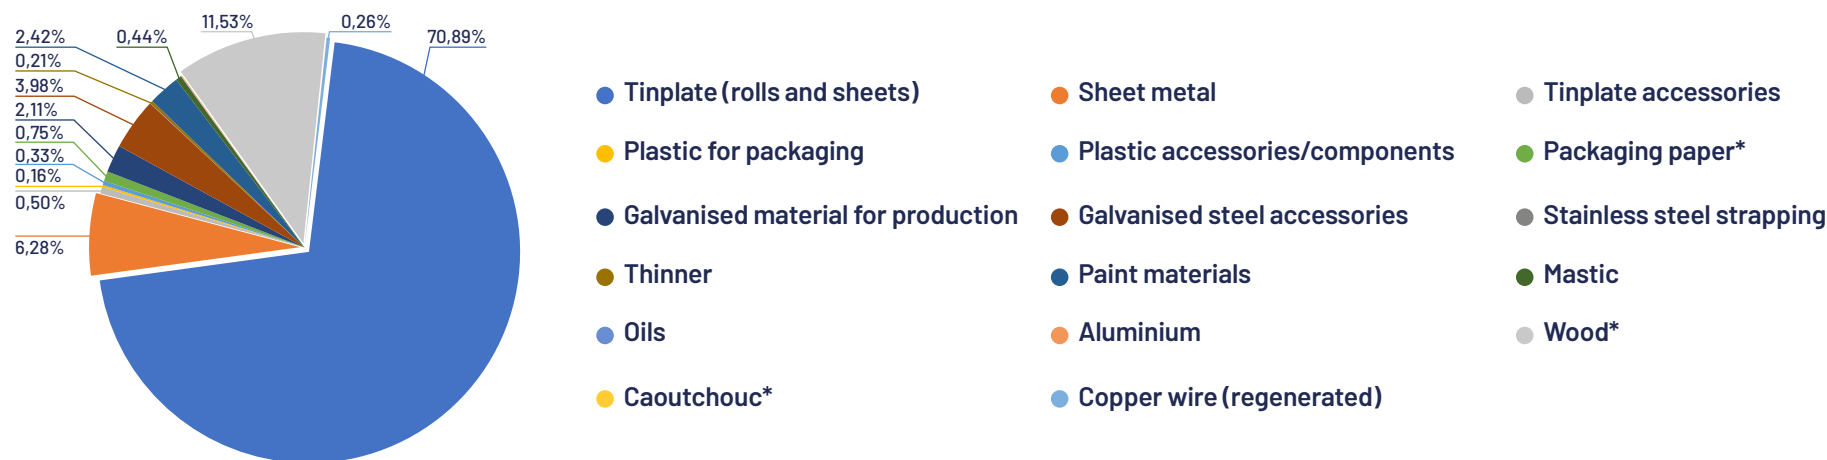 11,53%
0,26%
2,42%
0,44%
70,89%
0,21%
3,98%
2,11%
0,75%
0,33%
0,16%
0,50%
6,28%
Tinplate (rolls and sheets)
Sheet metal
Tinplate accessories
Plastic for packaging
Plastic accessories/components
Packaging paper*
Galvanised material for production
Galvanised steel accessories
Stainless steel strapping
Thinner
Paint materials
Mastic
Oils
Aluminium
Wood*
Caoutchouc*
Copper wire (regenerated)